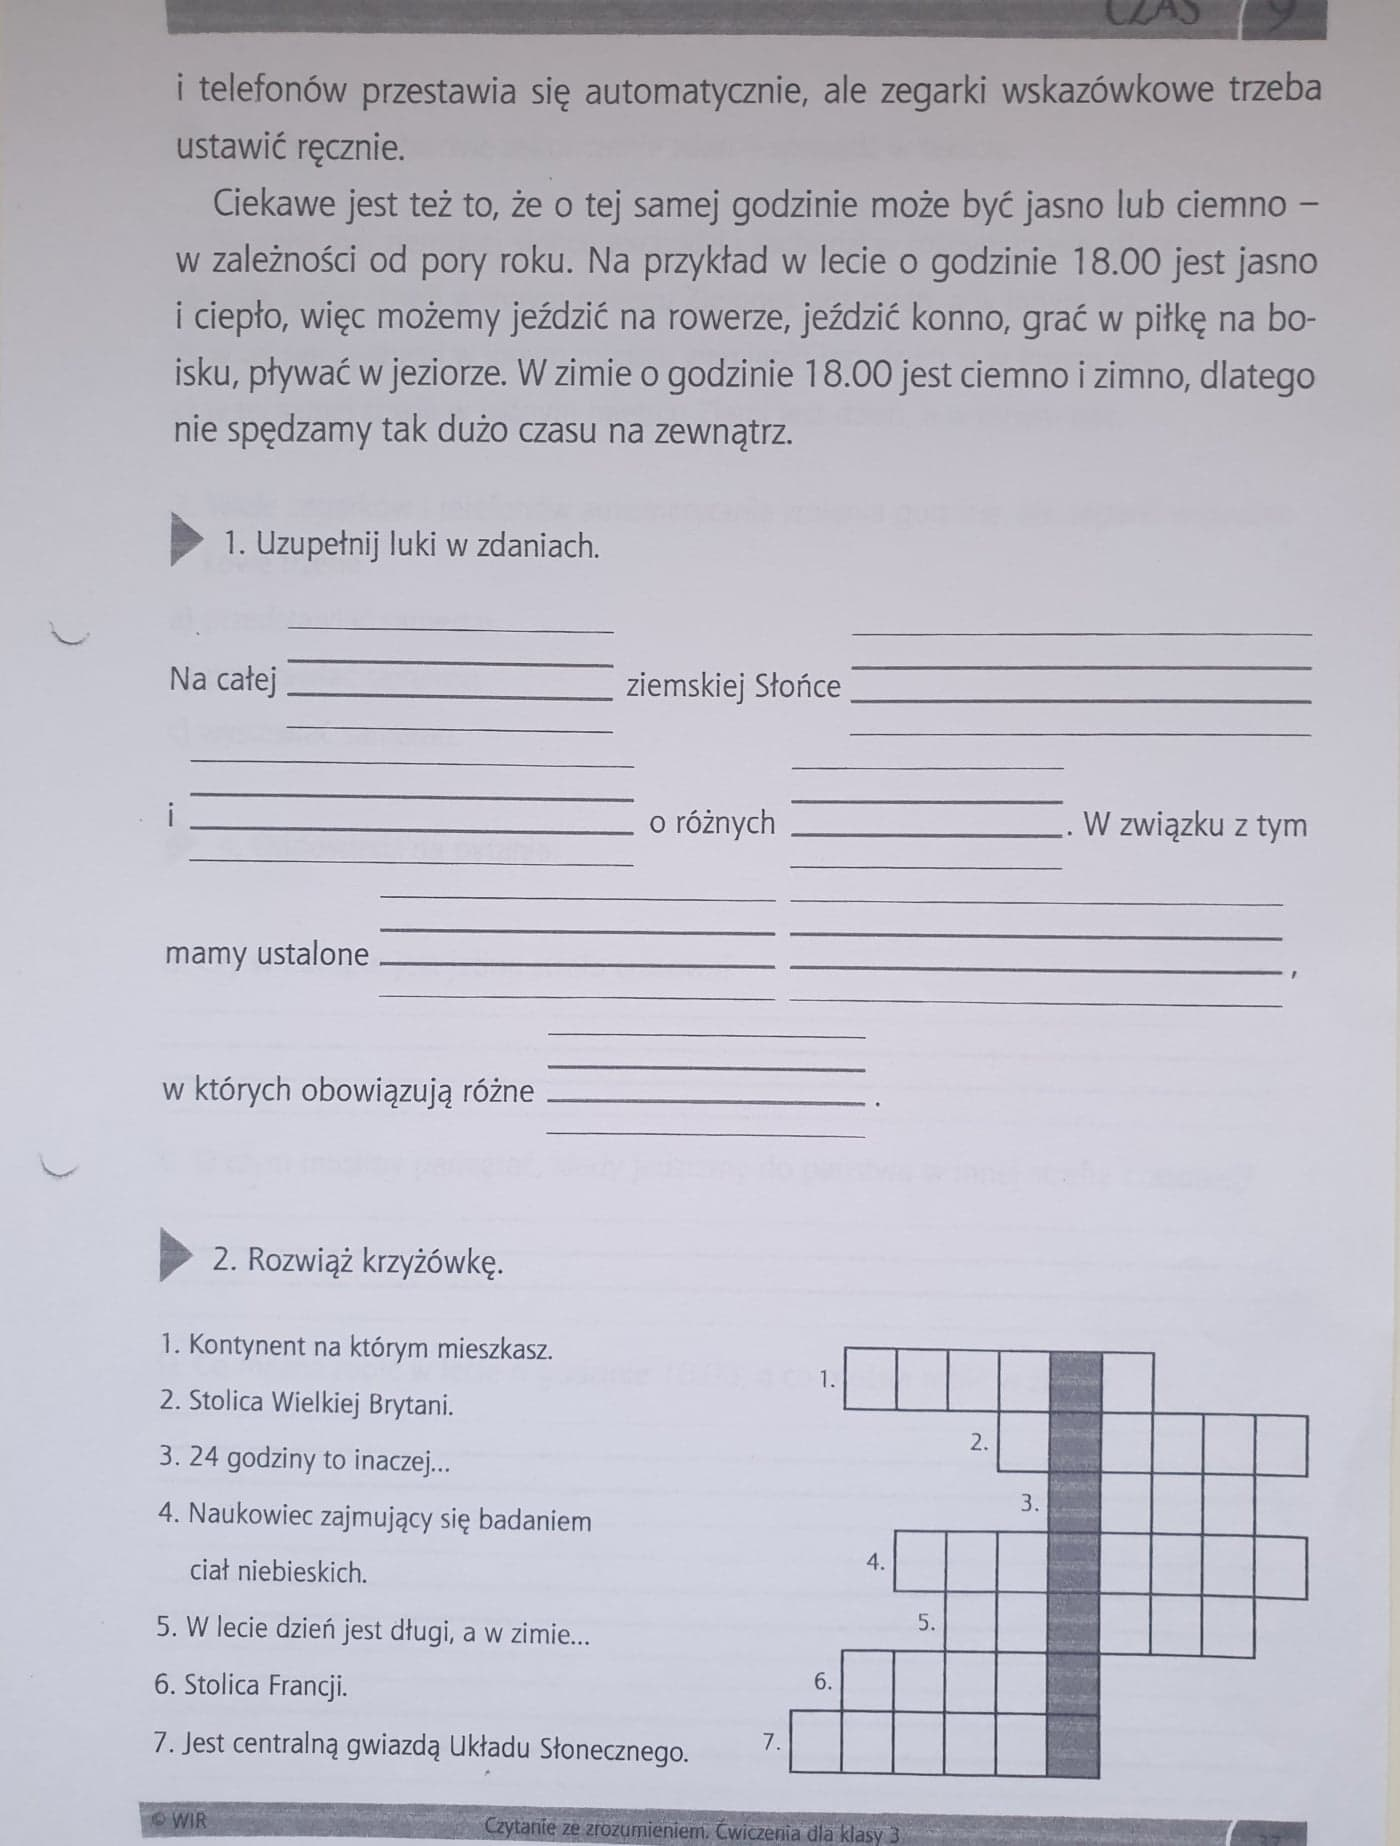 CZAS 9
i telefonów przestawia się automatycznie, ale zegarki wskazówkowe trzeba
ustawić ręcznie.
Ciekawe jest też to, że o tej samej godzinie może być jasno lub ciemno –
w zależności od pory roku. Na przykład w lecie o godzinie 18.00 jest jasno
i ciepło, więc możemy jeździć na rowerze, jeździć konno, grać w piłkę na bo-
isku, pływać w jeziorze. W zimie o godzinie 18.00 jest ciemno i zimno, dlatego
nie spędzamy tak dużo czasu na zewnątrz.
1. Uzupełnij luki w zdaniach.
Na całej ziemskiej Słońce
i o różnych . W związku z tym
mamy ustalone ,
w których obowiązują różne .
2. Rozwiąż krzyżówkę.
1. Kontynent na którym mieszkasz.
2. Stolica Wielkiej Brytani.
3. 24 godziny to inaczej...
4. Naukowiec zajmujący się badaniem
ciał niebieskich.
5. W lecie dzień jest długi, a w zimie...
6. Stolica Francji.
7. Jest centralną gwiazdą Układu Słonecznego.
1.
2.
3.
4.
5.
6.
7.
© WIR Czytanie ze zrozumieniem. Ćwiczenia dla klasy 3